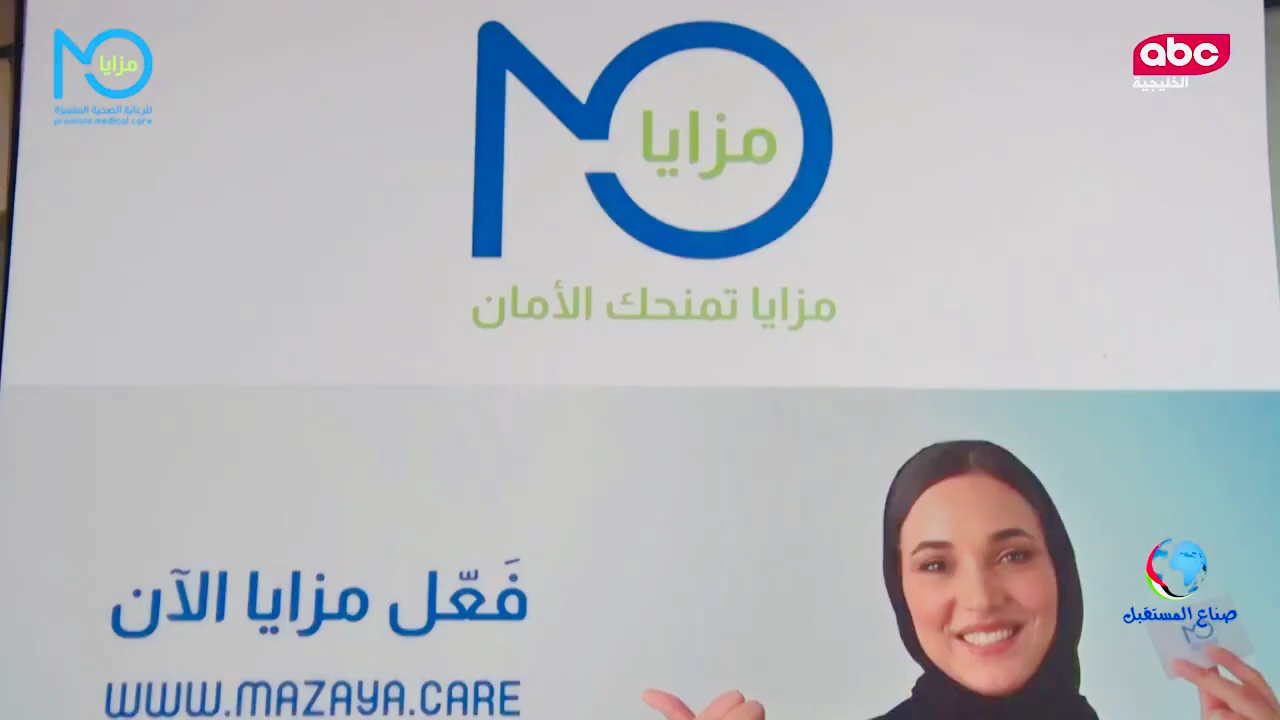 مزايا
للرعاية الصحية المتميزة
premium medical care
abc
الخليجية
مزايا
مزايا تمنحك الأمان
فَعّل مزايا الآن
WWW.MAZAYA.CARE
صناع المستقبل